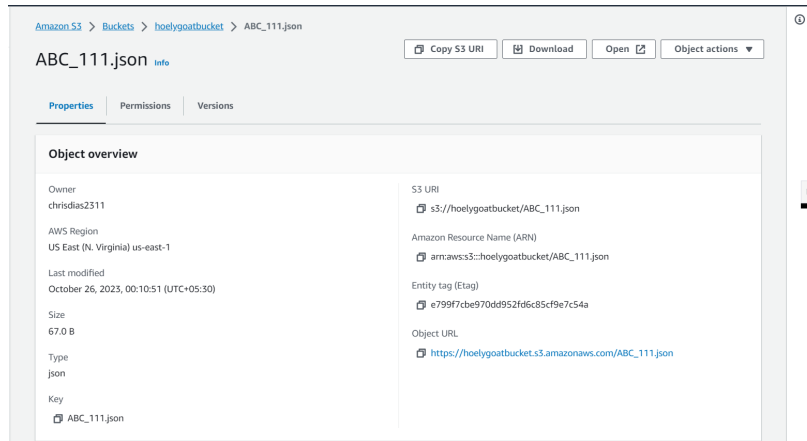 Amazon S3 > Buckets > hoelygoatbucket > ABC_111.json
ABC_111.json Info
Copy S3 URI Download Open Object actions
Properties Permissions Versions
Object overview
Owner
chrisdias2311
AWS Region
US East (N. Virginia) us-east-1
Last modified
October 26, 2023, 00:10:51 (UTC+05:30)
Size
67.0 B
Type
json
Key
ABC_111.json
S3 URI
s3://hoelygoatbucket/ABC_111.json
Amazon Resource Name (ARN)
arn:aws:s3:::hoelygoatbucket/ABC_111.json
Entity tag (Etag)
e799f7cbe970dd952fd6c85cf9e7c54a
Object URL
https://hoelygoatbucket.s3.amazonaws.com/ABC_111.json